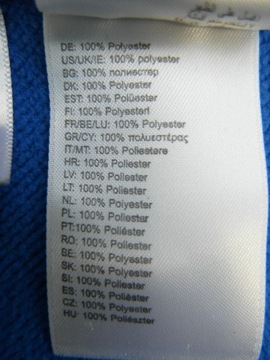 DE: 100% Polyester
US/UK/IE: 100% polyester
BG: 100% полиестер
DK: 100% Polyester
EST: 100% Polüester
FI: 100% Polyesteri
FR/BE/LU: 100% Polyester
GR/CY: 100% πολυεστέρας
IT/MT: 100% Poliestere
HR: 100% Poliester
LV: 100% Poliesters
LT: 100% Poliester
NL: 100% Polyester
PL: 100% Poliester
PT:100% Poliéster
RO: 100% Poliester
SE: 100% Polyester
SK: 100% Polyester
SI: 100% Poliester
ES: 100% Poliéster
CZ: 100% Polyester
HU: 100% Poliészter